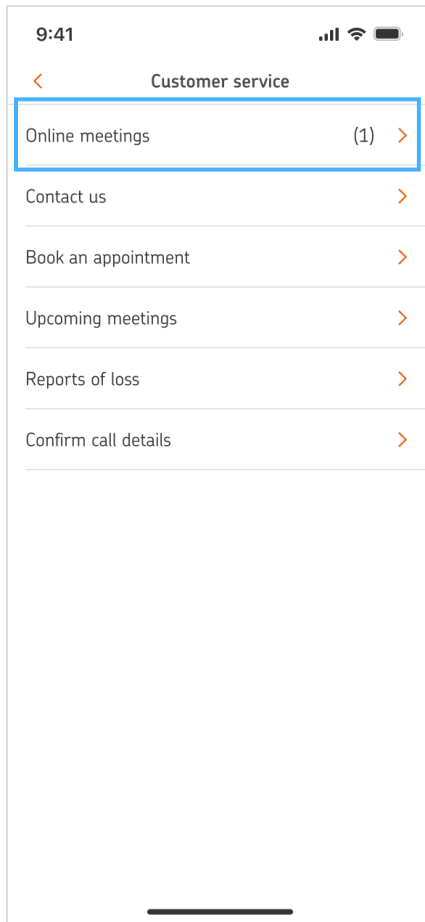 9:41
Customer service
Online meetings (1)
Contact us
Book an appointment
Upcoming meetings
Reports of loss
Confirm call details